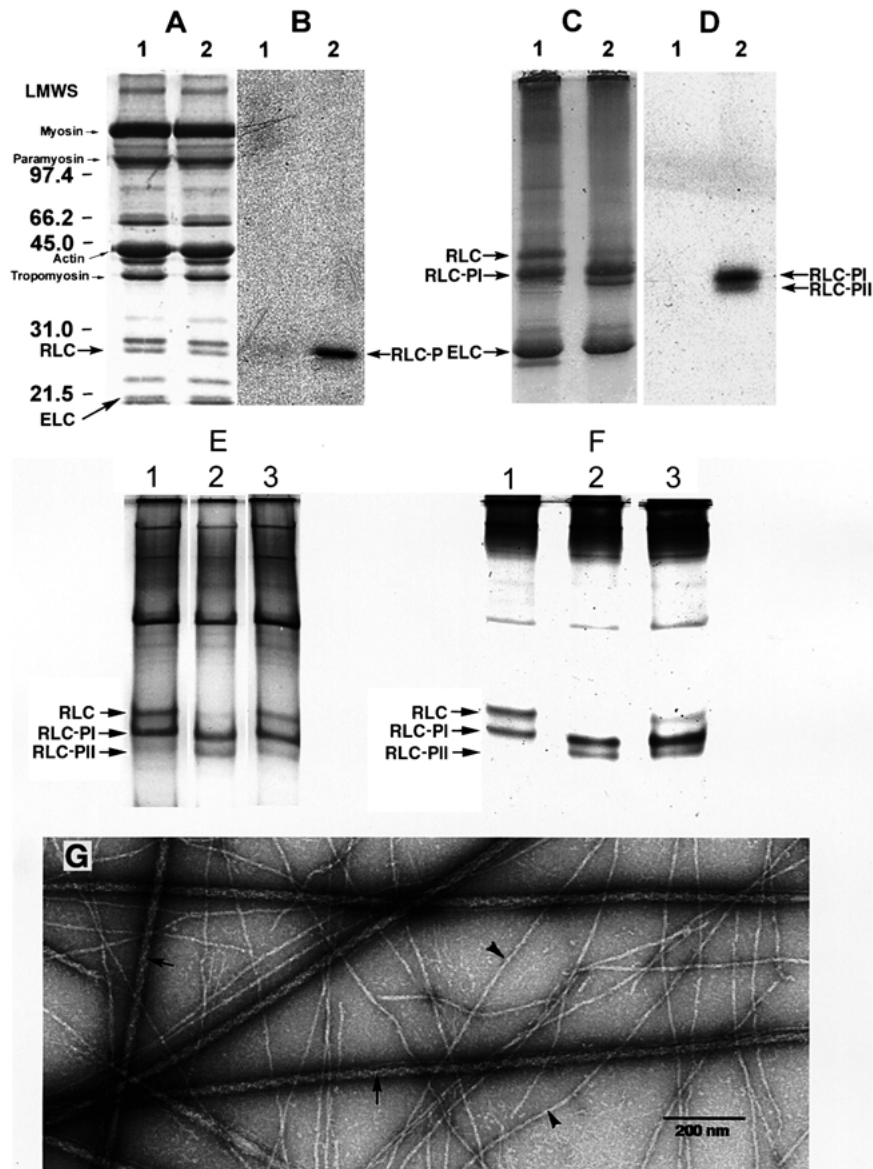 A B
1 2 1 2
LMWS
Myosin
Paramyosin
97.4
66.2
45.0
Actin
Tropomyosin
31.0
RLC
21.5
ELC
RLC-P
C D
1 2 1 2
RLC
RLC-PI
ELC
RLC-PI
RLC-PII
E
1 2 3
RLC
RLC-PI
RLC-PII
F
1 2 3
RLC
RLC-PI
RLC-PII
G
200 nm